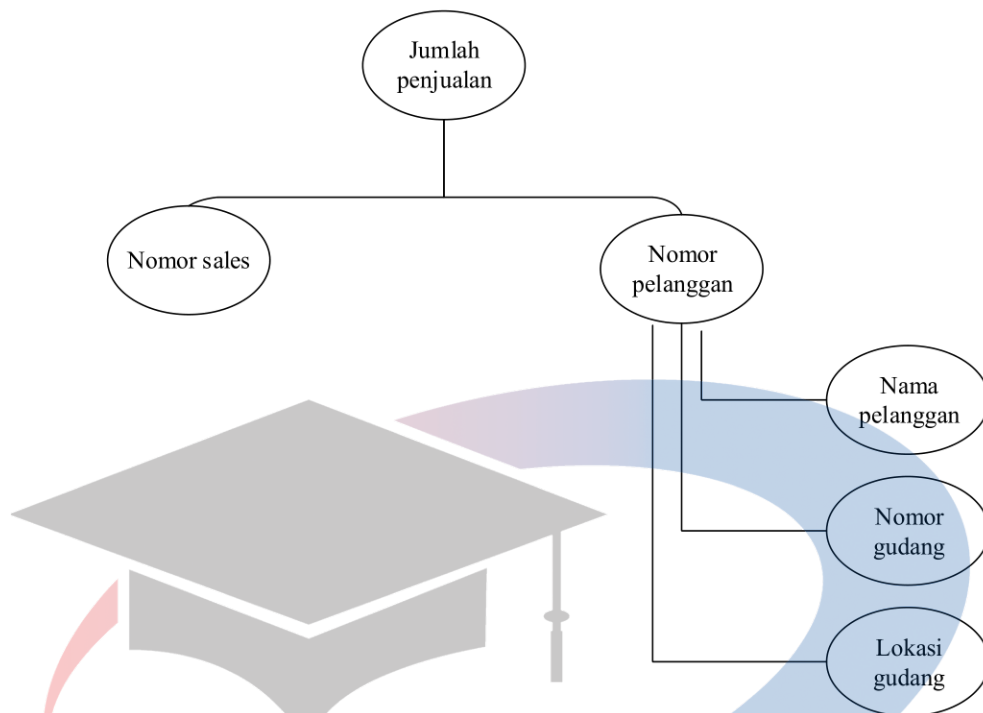 Jumlah
penjualan
Nomor sales
Nomor
pelanggan
Nama
pelanggan
Nomor
gudang
Lokasi
gudang